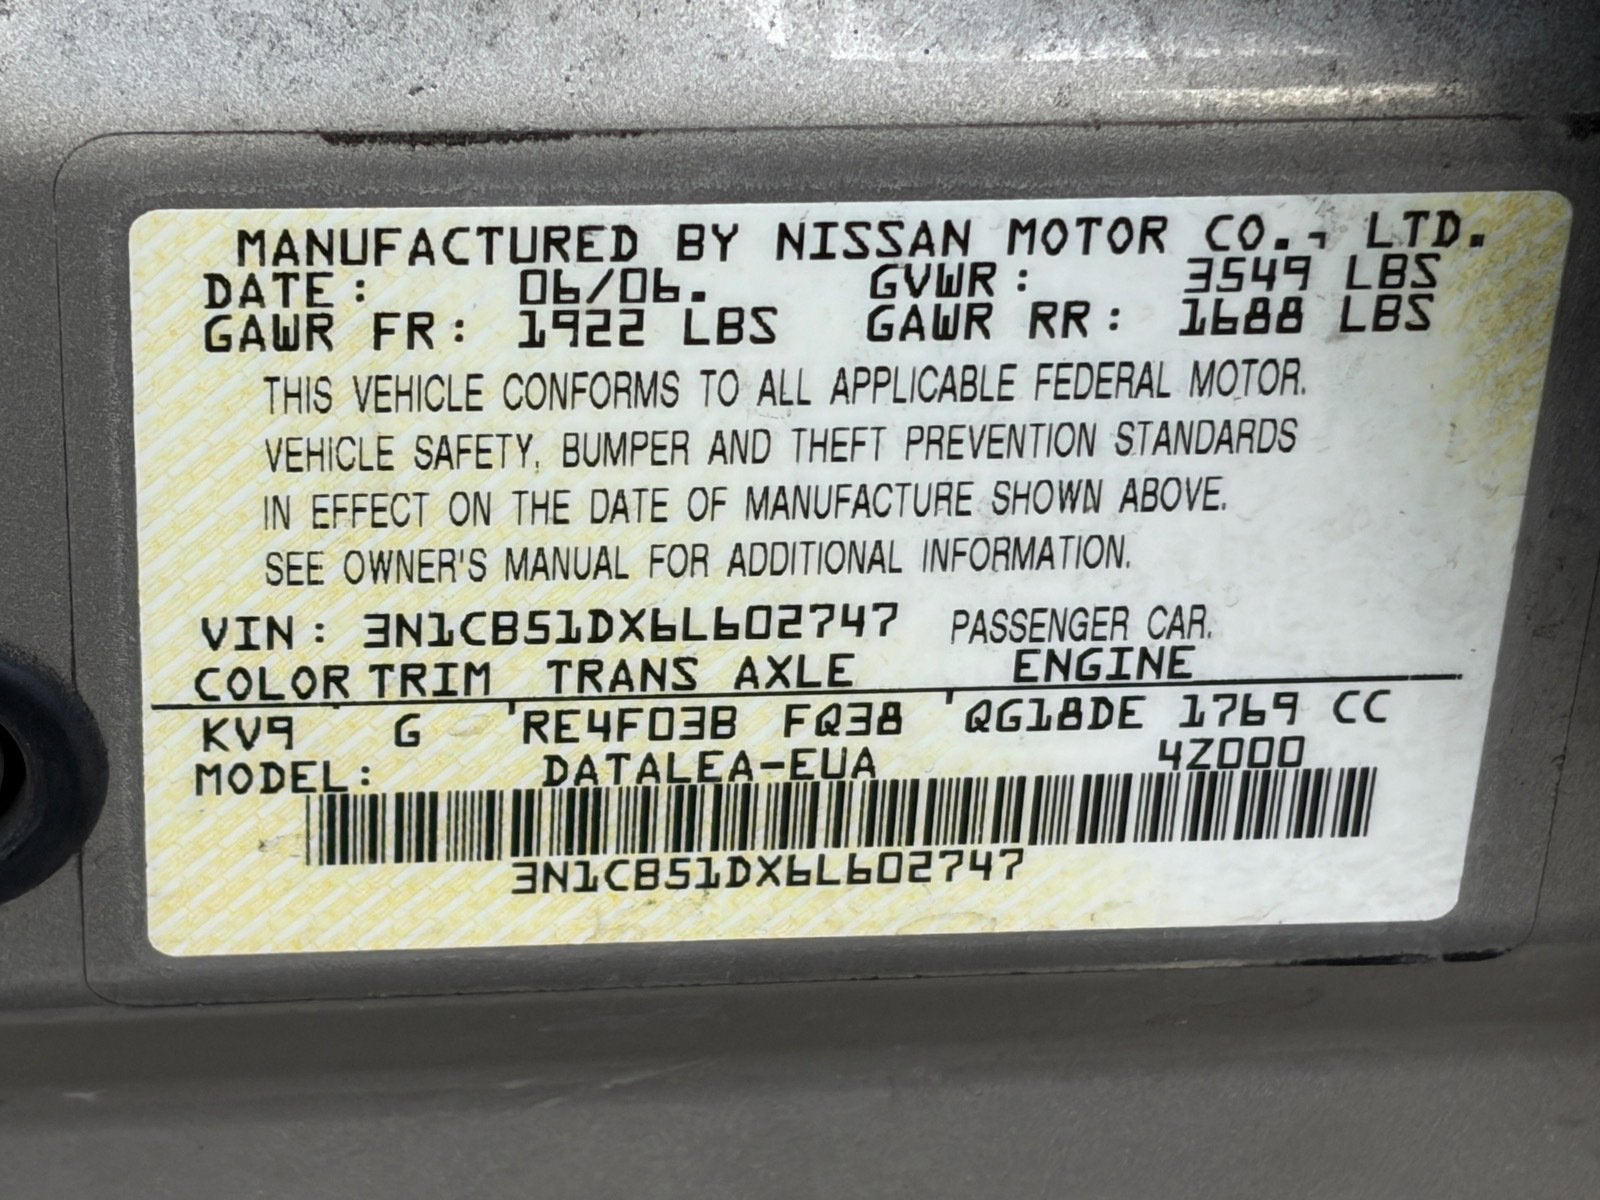 MANUFACTURED BY NISSAN MOTOR CO., LTD.
DATE: 06/06. GVWR: 3549 LBS
GAWR FR: 1922 LBS GAWR RR: 1688 LBS
THIS VEHICLE CONFORMS TO ALL APPLICABLE FEDERAL MOTOR.
VEHICLE SAFETY, BUMPER AND THEFT PREVENTION STANDARDS
IN EFFECT ON THE DATE OF MANUFACTURE SHOWN ABOVE.
SEE OWNER'S MANUAL FOR ADDITIONAL INFORMATION.
VIN: 3N1CB51DX6L602747 PASSENGER CAR.
COLOR TRIM TRANS AXLE ENGINE
KV9 G 'RE4F03B FQ38 'QG18DE 1769 CC
MODEL: DATALEA-EUA 4Z000
3N1CB51DX6L602747